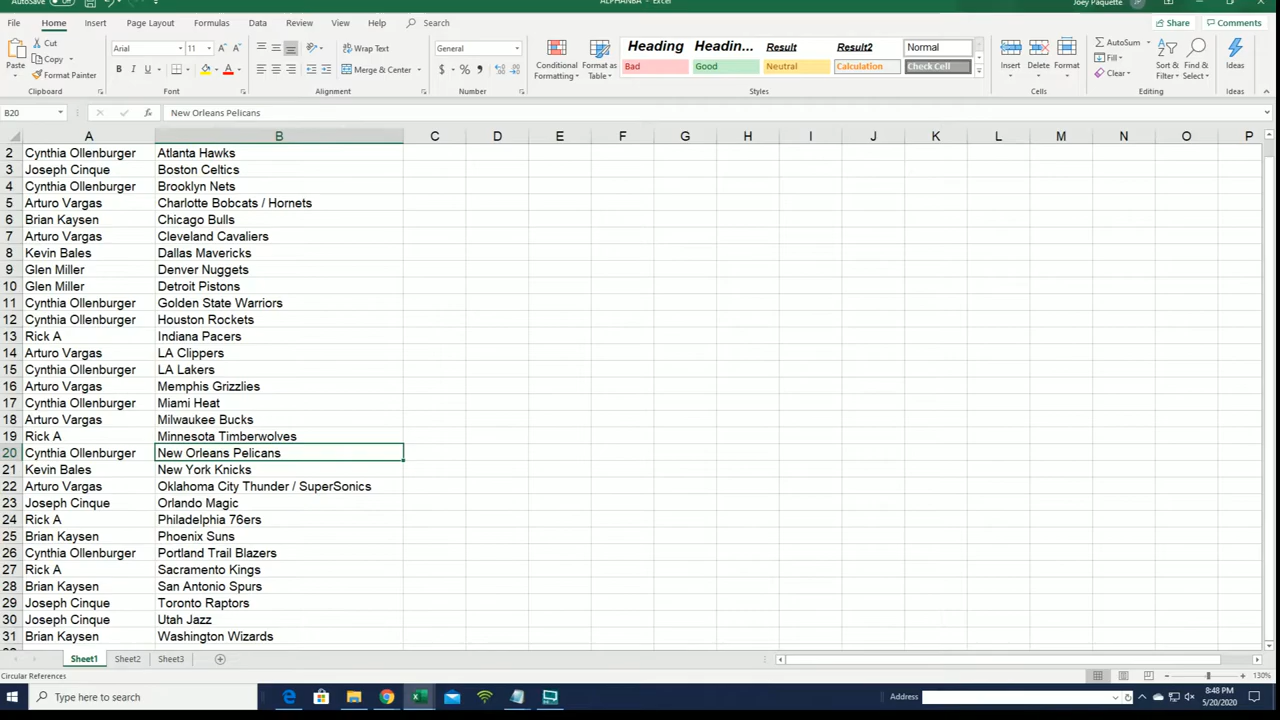 AutoSave Off ALPHANBA - Excel Joey Paquette JP
File Home Insert Page Layout Formulas Data Review View Help Search Share Comments
Paste Cut Copy Format Painter Clipboard
Arial 11 A A B I U A Font
Wrap Text Merge & Center Alignment
General $ % , Number
Conditional Formatting Format as Table
Heading Headin... Result Result2 Normal
Bad Good Neutral Calculation Check Cell
Styles
Insert Delete Format Cells
AutoSum Fill Clear Sort & Filter Find & Select Editing
Ideas Ideas
B20 fx New Orleans Pelicans
A B C D E F G H I J K L M N O P
2 Cynthia Ollenburger Atlanta Hawks
3 Joseph Cinque Boston Celtics
4 Cynthia Ollenburger Brooklyn Nets
5 Arturo Vargas Charlotte Bobcats / Hornets
6 Brian Kaysen Chicago Bulls
7 Arturo Vargas Cleveland Cavaliers
8 Kevin Bales Dallas Mavericks
9 Glen Miller Denver Nuggets
10 Glen Miller Detroit Pistons
11 Cynthia Ollenburger Golden State Warriors
12 Cynthia Ollenburger Houston Rockets
13 Rick A Indiana Pacers
14 Arturo Vargas LA Clippers
15 Cynthia Ollenburger LA Lakers
16 Arturo Vargas Memphis Grizzlies
17 Cynthia Ollenburger Miami Heat
18 Arturo Vargas Milwaukee Bucks
19 Rick A Minnesota Timberwolves
20 Cynthia Ollenburger New Orleans Pelicans
21 Kevin Bales New York Knicks
22 Arturo Vargas Oklahoma City Thunder / SuperSonics
23 Joseph Cinque Orlando Magic
24 Rick A Philadelphia 76ers
25 Brian Kaysen Phoenix Suns
26 Cynthia Ollenburger Portland Trail Blazers
27 Rick A Sacramento Kings
28 Brian Kaysen San Antonio Spurs
29 Joseph Cinque Toronto Raptors
30 Joseph Cinque Utah Jazz
31 Brian Kaysen Washington Wizards
Sheet1 Sheet2 Sheet3
Circular References 130%
Type here to search Address 8:48 PM
5/20/2020